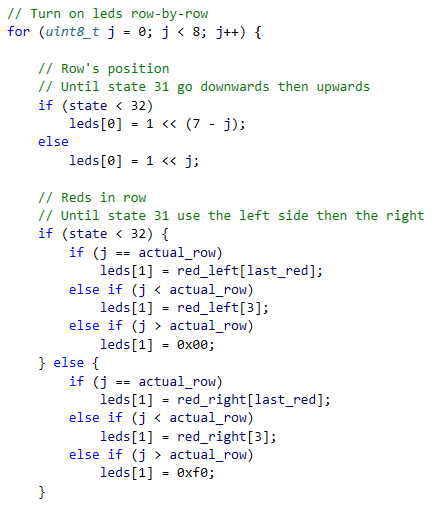 // Turn on leds row-by-row
for (uint8_t j = 0; j < 8; j++) {
    // Row's position
    // Until state 31 go downwards then upwards
    if (state < 32)
        leds[0] = 1 << (7 - j);
    else
        leds[0] = 1 << j;
    // Reds in row
    // Until state 31 use the left side then the right
    if (state < 32) {
        if (j == actual_row)
            leds[1] = red_left[last_red];
        else if (j < actual_row)
            leds[1] = red_left[3];
        else if (j > actual_row)
            leds[1] = 0x00;
    } else {
        if (j == actual_row)
            leds[1] = red_right[last_red];
        else if (j < actual_row)
            leds[1] = red_right[3];
        else if (j > actual_row)
            leds[1] = 0xf0;
    }